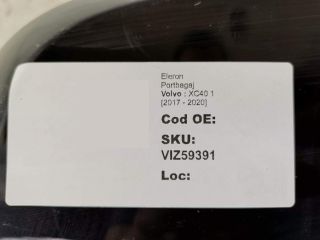 Eleron
Portbagaj
Volvo : XC40 1
[2017 - 2020]
Cod OE:
SKU:
VIZ59391
Loc: